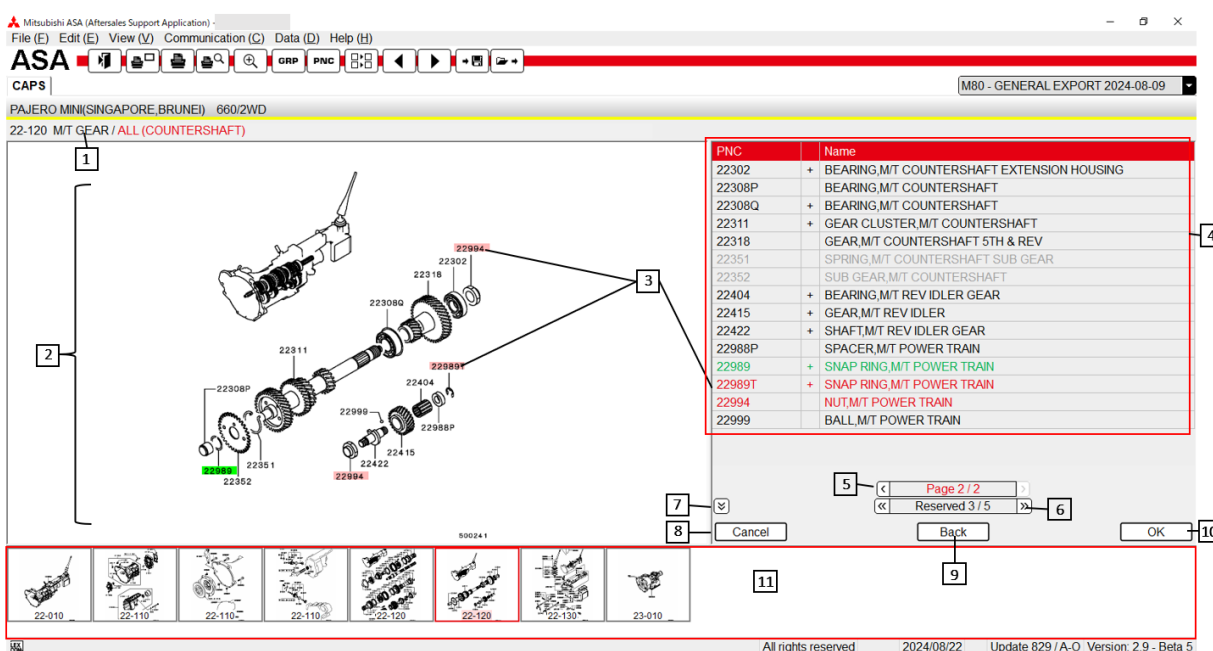 Mitsubishi ASA (Aftersales Support Application) -
File (F) Edit (E) View (V) Communication (C) Data (D) Help (H)
ASA GRP PNC
CAPS
M80 - GENERAL EXPORT 2024-08-09
PAJERO MINI(SINGAPORE,BRUNEI) 660/2WD
22-120 M/T GEAR / ALL (COUNTERSHAFT)
1
2
3
22994
22302
22318
22308Q
22311
22989T
22404
22308P
22999
22988P
22415
22351
22422
22989
22994
22352
500241
PNC Name
22302 + BEARING,M/T COUNTERSHAFT EXTENSION HOUSING
22308P BEARING,M/T COUNTERSHAFT
22308Q + BEARING,M/T COUNTERSHAFT
22311 + GEAR CLUSTER,M/T COUNTERSHAFT
22318 GEAR,M/T COUNTERSHAFT 5TH & REV
22351 SPRING,M/T COUNTERSHAFT SUB GEAR
22352 SUB GEAR,M/T COUNTERSHAFT
22404 + BEARING,M/T REV IDLER GEAR
22415 + GEAR,M/T REV IDLER
22422 + SHAFT,M/T REV IDLER GEAR
22988P SPACER,M/T POWER TRAIN
22989 + SNAP RING,M/T POWER TRAIN
22989T + SNAP RING,M/T POWER TRAIN
22994 NUT,M/T POWER TRAIN
22999 BALL,M/T POWER TRAIN
4
5 < Page 2 / 2 >
7 « Reserved 3 / 5 » 6
8 Cancel Back OK 10
9
11
22-010 22-110 22-110 22-110 22-120 22-120 22-130 23-010
All rights reserved 2024/08/22 Update 829 / A-O Version: 2.9 - Beta 5